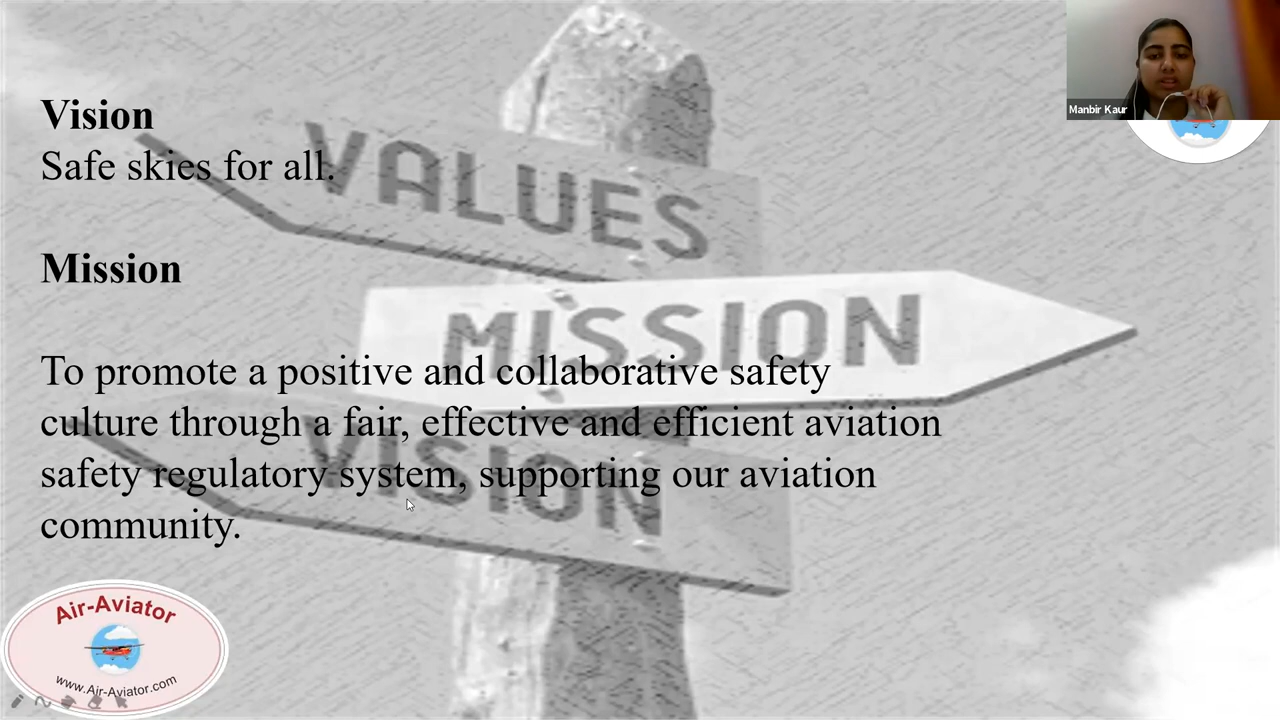 Vision
Safe skies for all.
Mission
To promote a positive and collaborative safety
culture through a fair, effective and efficient aviation
safety regulatory system, supporting our aviation
community.
VALUES
MISSION
VISION
Manbir Kaur
Air-Aviator
www.Air-Aviator.com